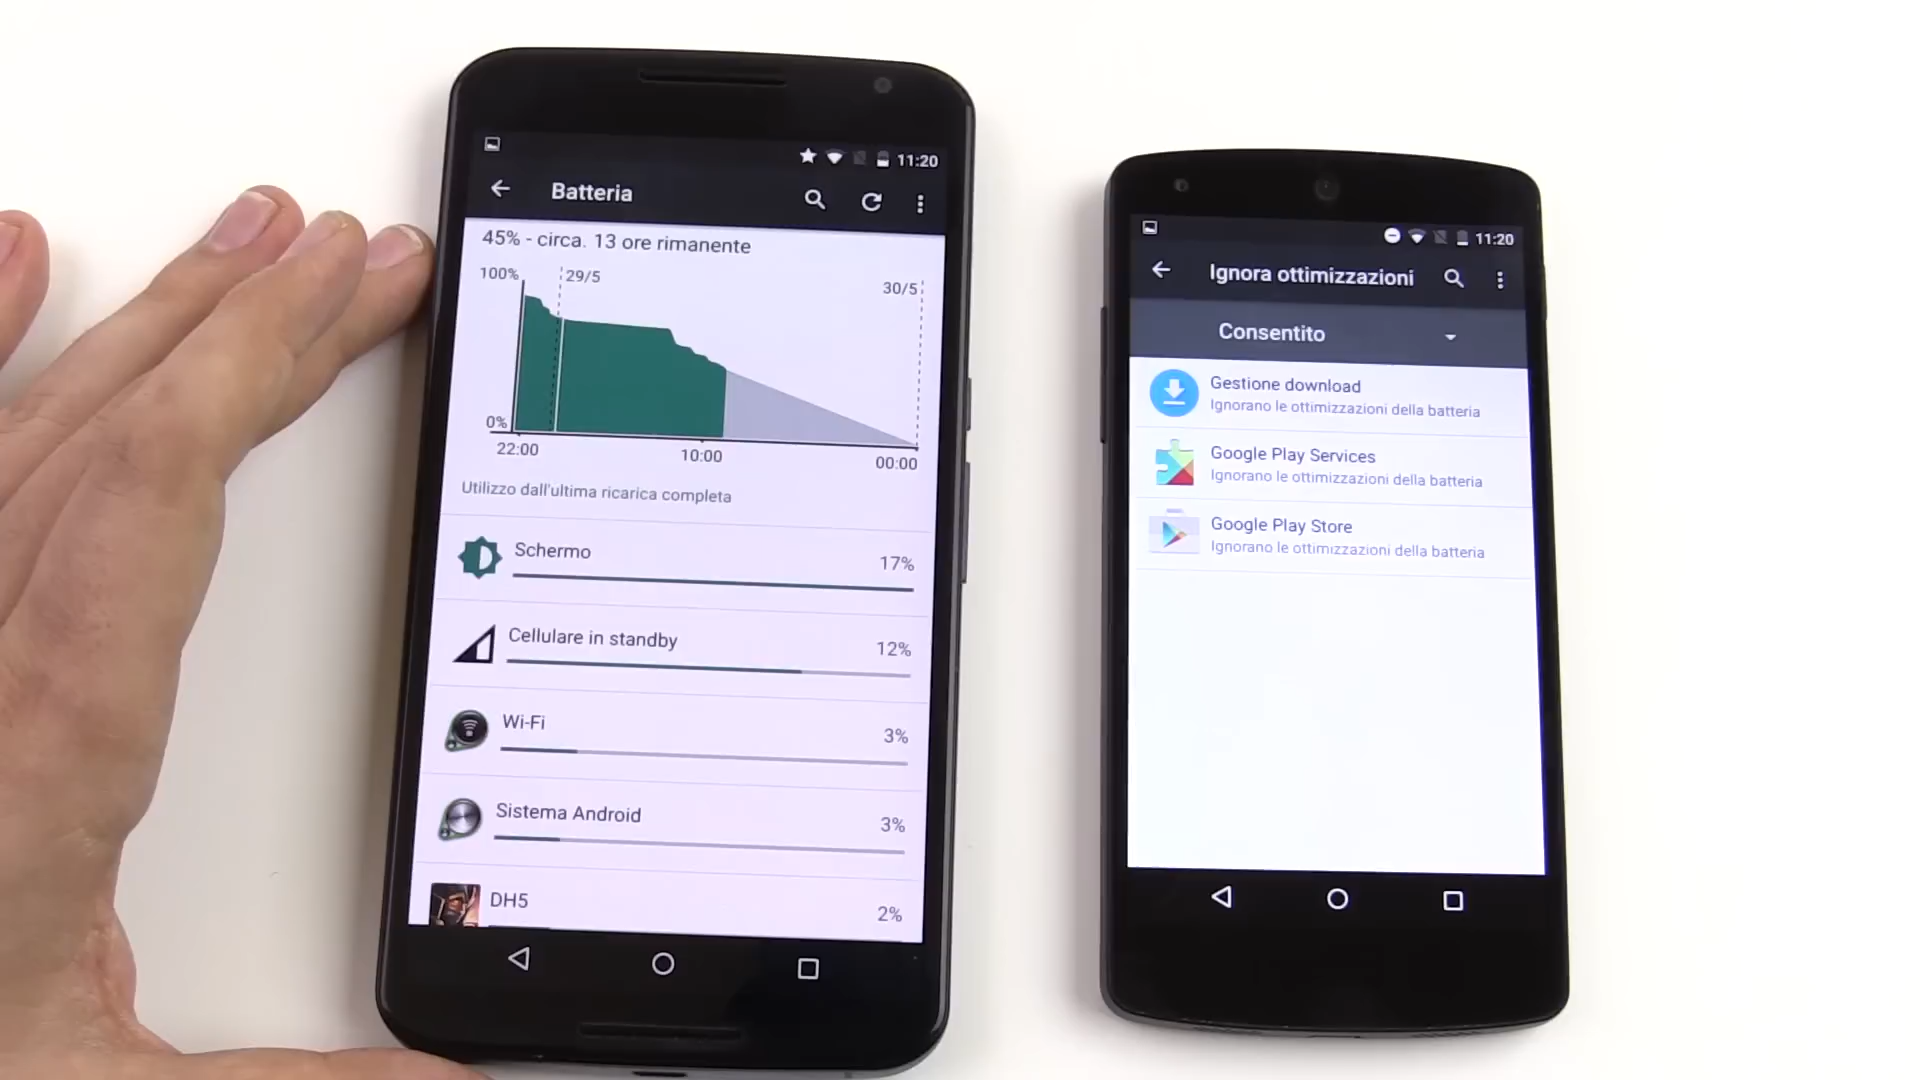 11:20
Batteria
45% - circa. 13 ore rimanente
100%
29/5
30/5
0%
22:00
10:00
00:00
Utilizzo dall'ultima ricarica completa
Schermo
17%
Cellulare in standby
12%
Wi-Fi
3%
Sistema Android
3%
DH5
2%
11:20
Ignora ottimizzazioni
Consentito
Gestione download
Ignorano le ottimizzazioni della batteria
Google Play Services
Ignorano le ottimizzazioni della batteria
Google Play Store
Ignorano le ottimizzazioni della batteria